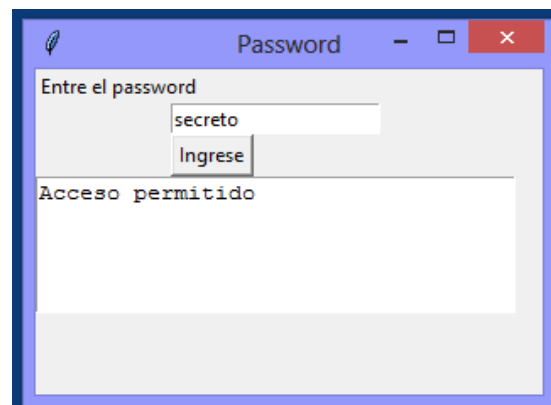 Password
Entre el password
secreto
Ingrese
Acceso permitido